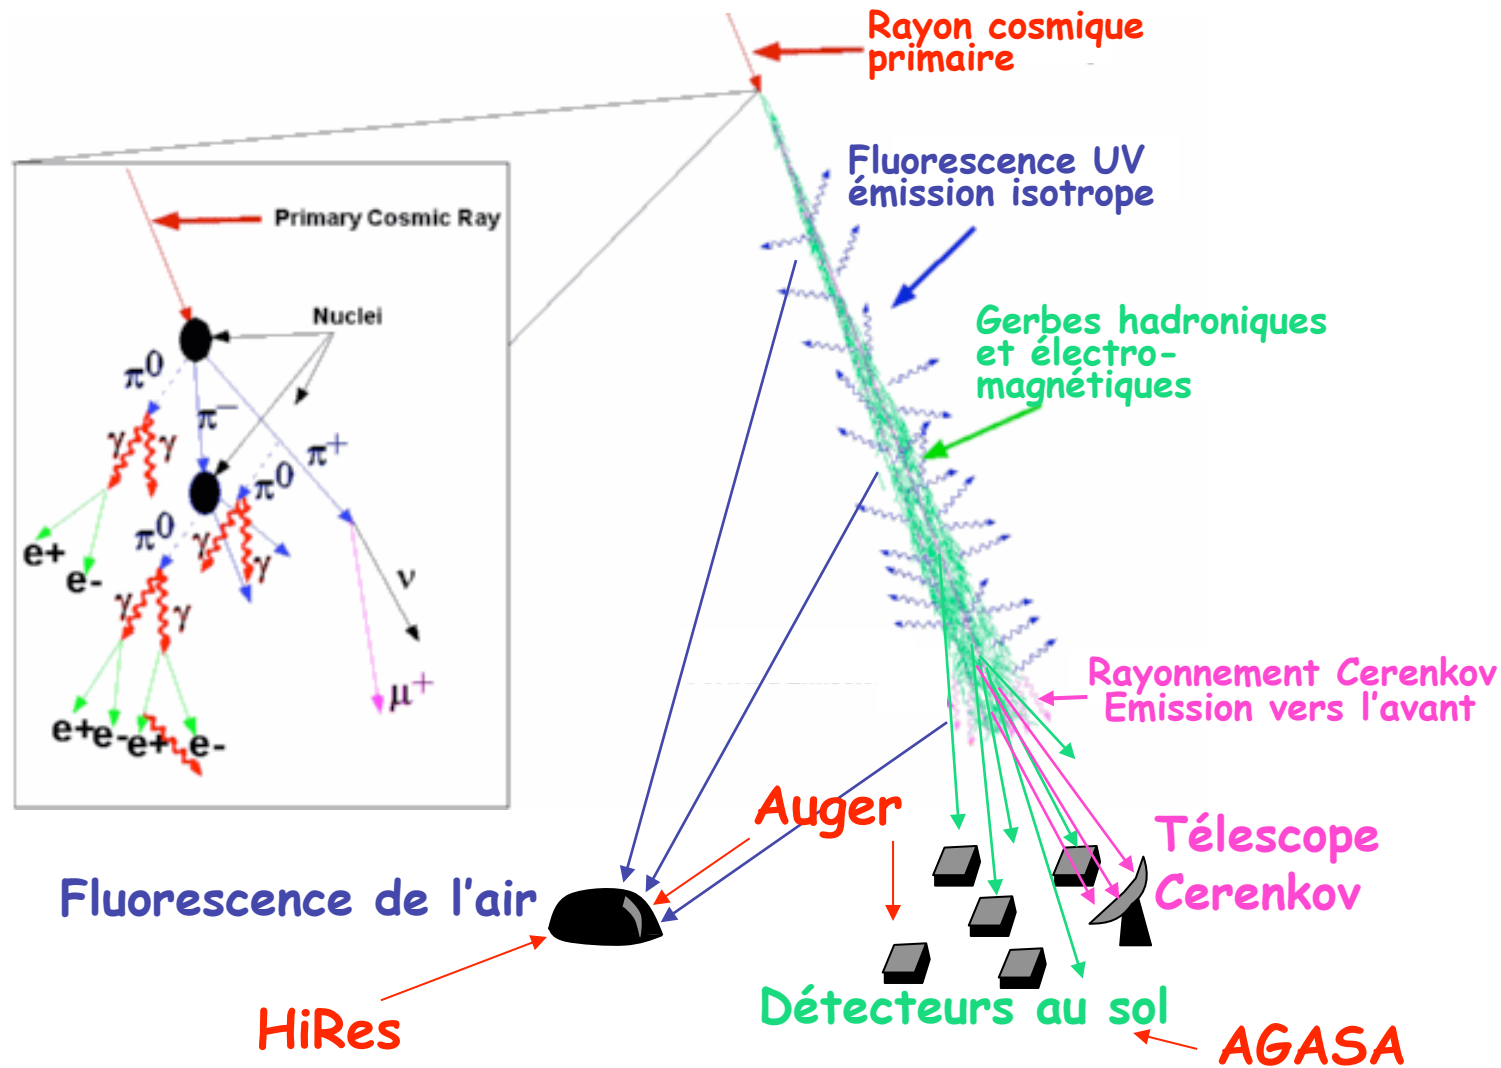 Rayon cosmique
primaire
Fluorescence UV
émission isotrope
Primary Cosmic Ray
Nuclei
Gerbes hadroniques
et électro-
magnétiques
π0
π−
π+
γ γ
π0
π0
γ γ
e+
e-
ν
γ γ
μ+
e+ e- e+ e-
Rayonnement Cerenkov
Emission vers l’avant
Auger
Télescope
Cerenkov
Fluorescence de l’air
HiRes
Détecteurs au sol
AGASA